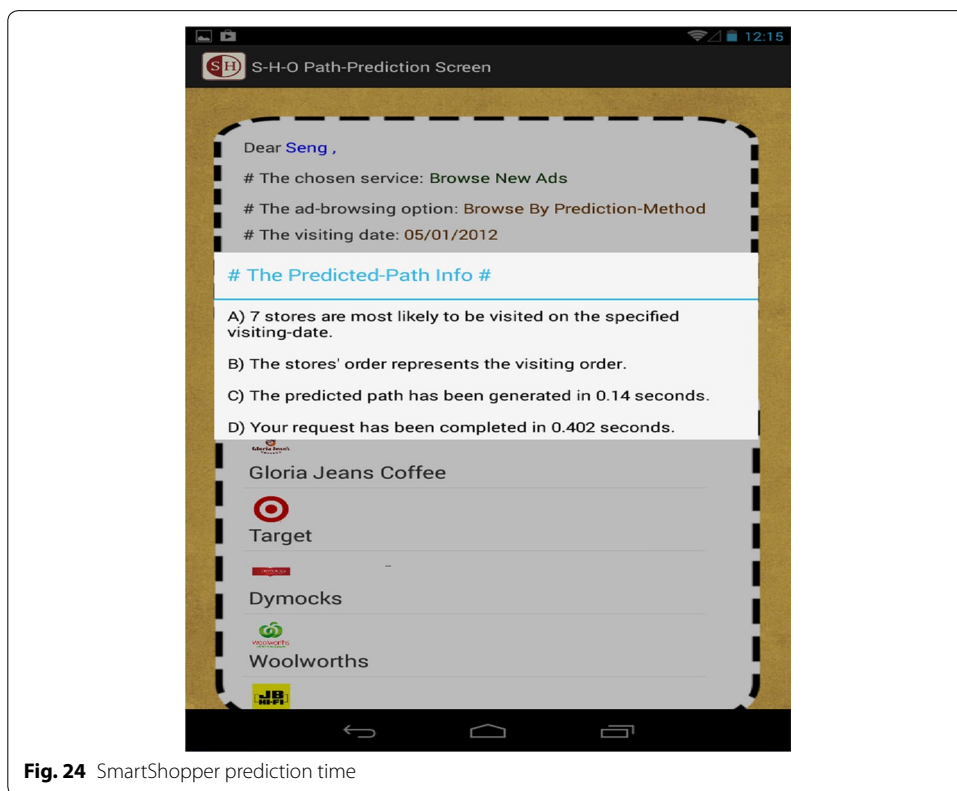 12:15
SH S-H-O Path-Prediction Screen
Dear Seng ,
# The chosen service: Browse New Ads
# The ad-browsing option: Browse By Prediction-Method
# The visiting date: 05/01/2012
# The Predicted-Path Info #
A) 7 stores are most likely to be visited on the specified
visiting-date.
B) The stores' order represents the visiting order.
C) The predicted path has been generated in 0.14 seconds.
D) Your request has been completed in 0.402 seconds.
Gloria Jean's
Gloria Jeans Coffee
Target
Dymocks
woolworths
Woolworths
JB
HI-FI
Fig. 24 SmartShopper prediction time